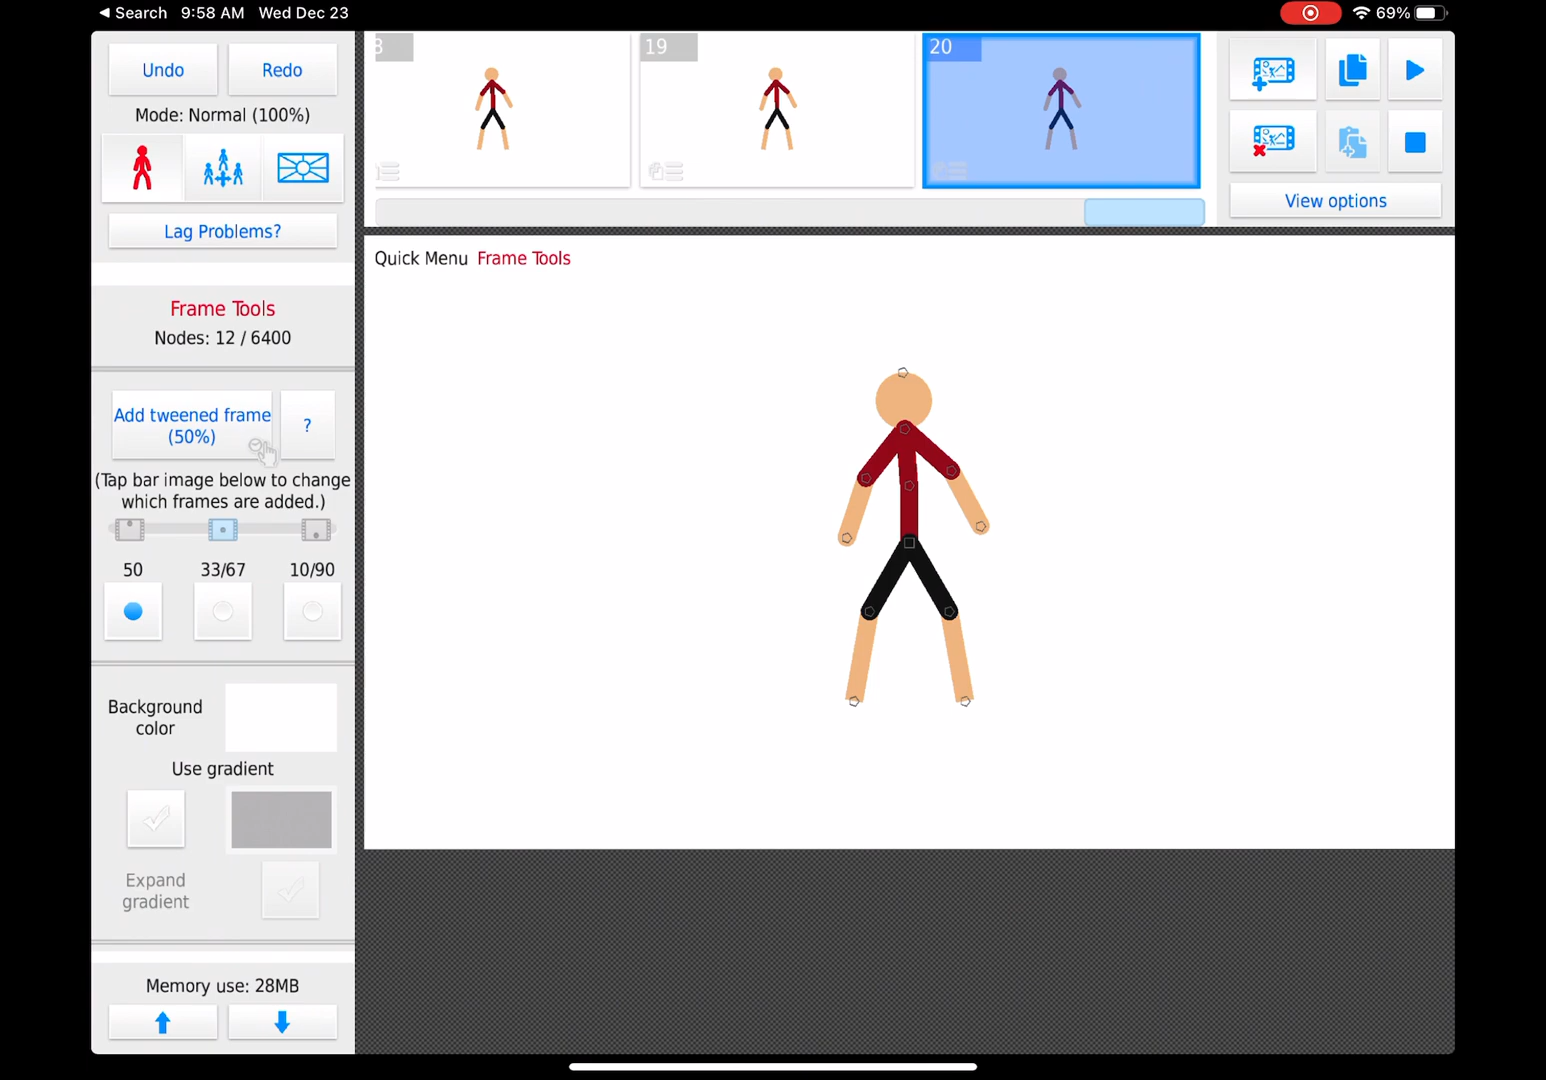 Search 9:58 AM Wed Dec 23
69%
Undo
Redo
Mode: Normal (100%)
Lag Problems?
8
19
20
View options
Quick Menu Frame Tools
Frame Tools
Nodes: 12 / 6400
Add tweened frame
(50%)
?
(Tap bar image below to change
which frames are added.)
50
33/67
10/90
Background
color
Use gradient
Expand
gradient
Memory use: 28MB